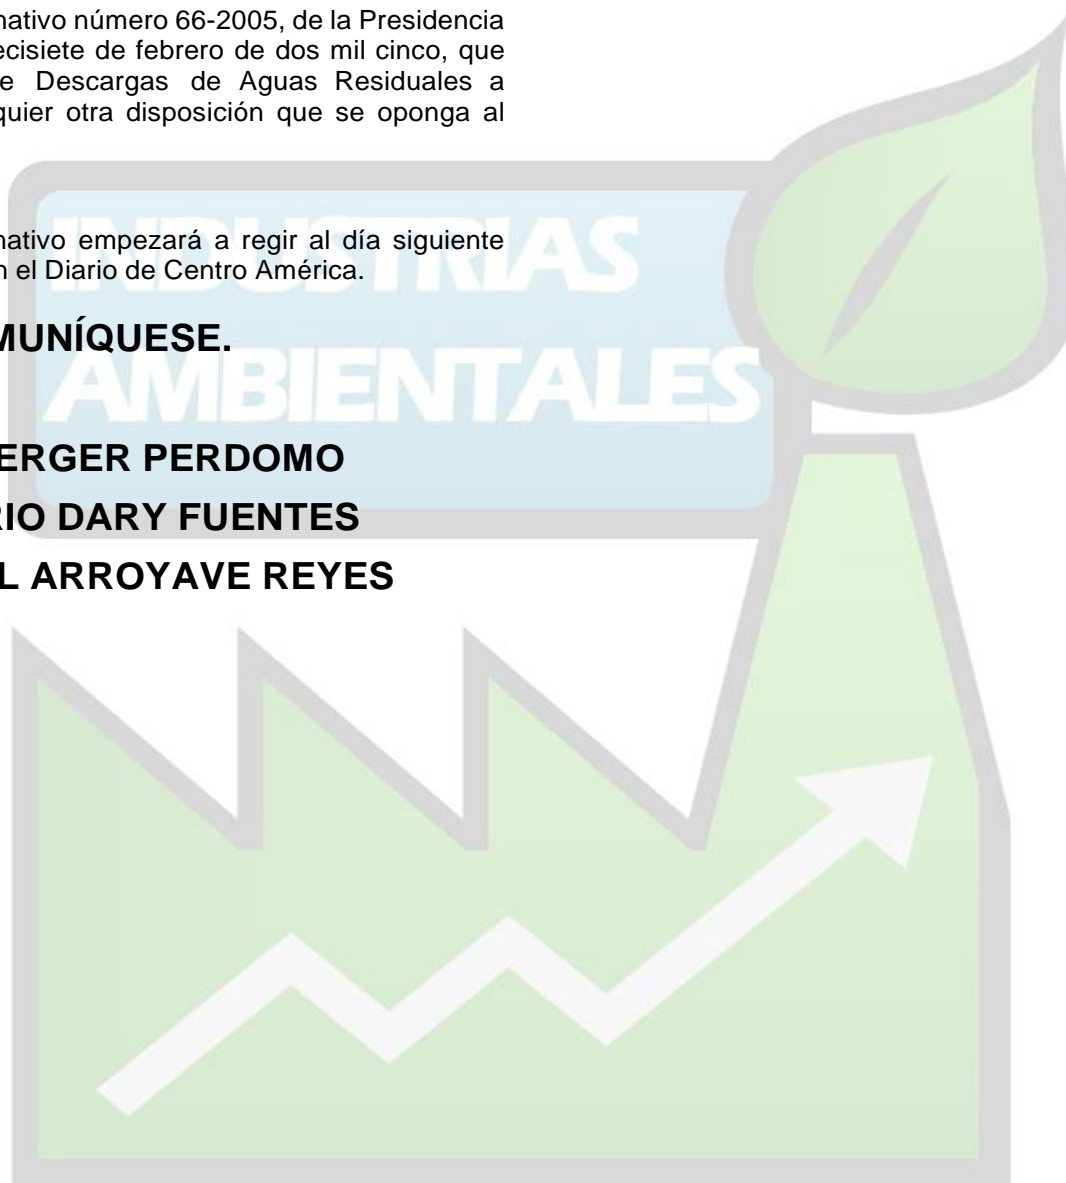 nativo número 66-2005, de la Presidencia
ecisiete de febrero de dos mil cinco, que
e Descargas de Aguas Residuales a
quier otra disposición que se oponga al
INDUSTRIAS
nativo empezará a regir al día siguiente
n el Diario de Centro América.
MUNÍQUESE.
AMBIENTALES
ERGER PERDOMO
RIO DARY FUENTES
L ARROYAVE REYES